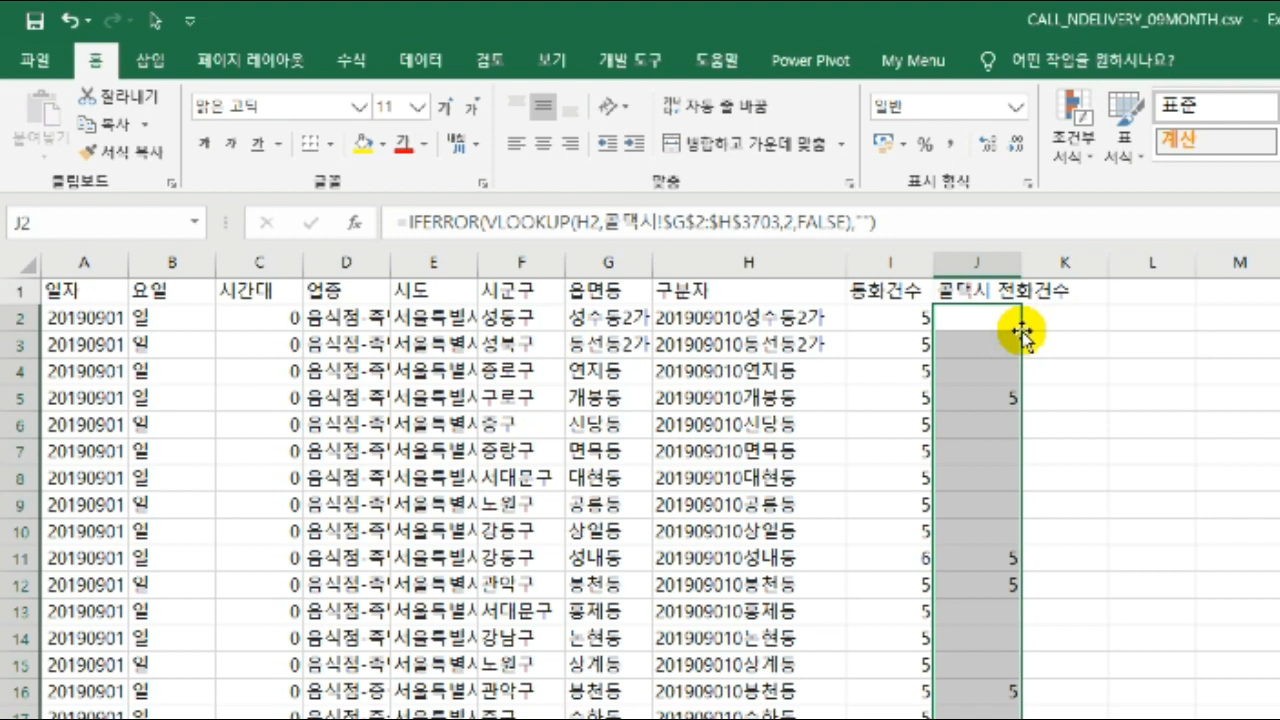 CALL_NDELIVERY_09MONTH.csv - Ex
파일 홈 삽입 페이지 레이아웃 수식 데이터 검토 보기 개발 도구 도움말 Power Pivot My Menu 어떤 작업을 원하시나요?
잘라내기
복사
서식 복사
붙여넣기
클립보드
맑은 고딕 11
가 가 가
글꼴
자동 줄 바꿈
병합하고 가운데 맞춤
맞춤
일반
%
표시 형식
조건부 서식
표 서식
표준
계산
J2 fx =IFERROR(VLOOKUP(H2,콜택시!$G$2:$H$3703,2,FALSE),"")
A B C D E F G H I J K L M
1 일자 요일 시간대 업종 시도 시군구 읍면동 구분자 통화건수 콜택시 전화건수
2 20190901 일 0 음식점-족 서울특별시 성동구 성수동2가 201909010성수동2가 5
3 20190901 일 0 음식점-족 서울특별시 성북구 동선동2가 201909010동선동2가 5
4 20190901 일 0 음식점-족 서울특별시 종로구 연지동 201909010연지동 5
5 20190901 일 0 음식점-족 서울특별시 구로구 개봉동 201909010개봉동 5 5
6 20190901 일 0 음식점-족 서울특별시 중구 신당동 201909010신당동 5
7 20190901 일 0 음식점-족 서울특별시 중랑구 면목동 201909010면목동 5
8 20190901 일 0 음식점-족 서울특별시 서대문구 대현동 201909010대현동 5
9 20190901 일 0 음식점-족 서울특별시 노원구 공릉동 201909010공릉동 5
10 20190901 일 0 음식점-족 서울특별시 강동구 상일동 201909010상일동 5
11 20190901 일 0 음식점-족 서울특별시 강동구 성내동 201909010성내동 6 5
12 20190901 일 0 음식점-족 서울특별시 관악구 봉천동 201909010봉천동 5 5
13 20190901 일 0 음식점-족 서울특별시 서대문구 홍제동 201909010홍제동 5
14 20190901 일 0 음식점-족 서울특별시 강남구 논현동 201909010논현동 5
15 20190901 일 0 음식점-족 서울특별시 노원구 상계동 201909010상계동 5
16 20190901 일 0 음식점-중 서울특별시 관악구 봉천동 201909010봉천동 5 5